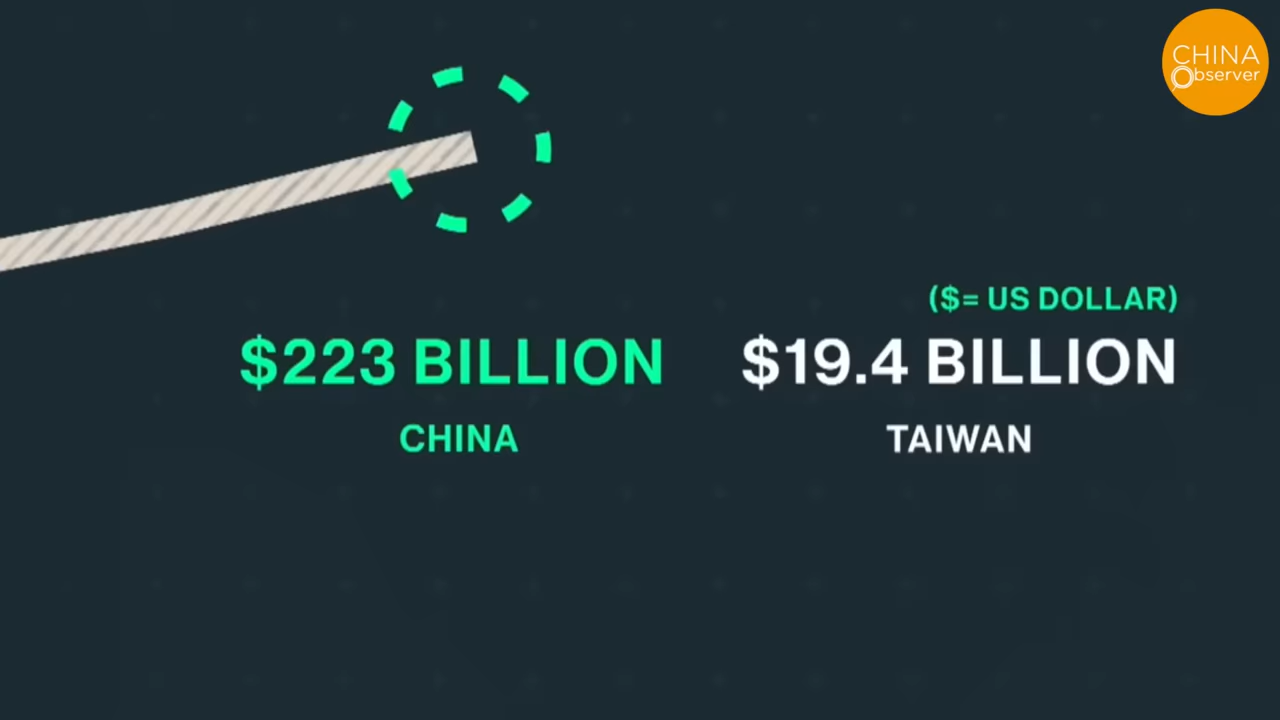 CHINA
Observer
($= US DOLLAR)
$223 BILLION
$19.4 BILLION
CHINA
TAIWAN